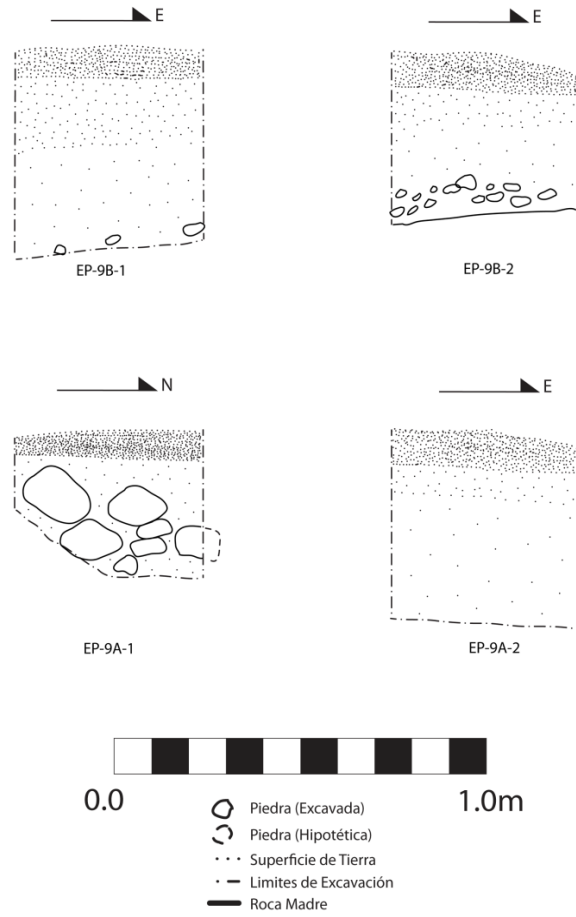 E
E
EP-9B-1
EP-9B-2
N
E
EP-9A-1
EP-9A-2
0.0
1.0m
Piedra (Excavada)
Piedra (Hipotética)
Superficie de Tierra
Limites de Excavación
Roca Madre